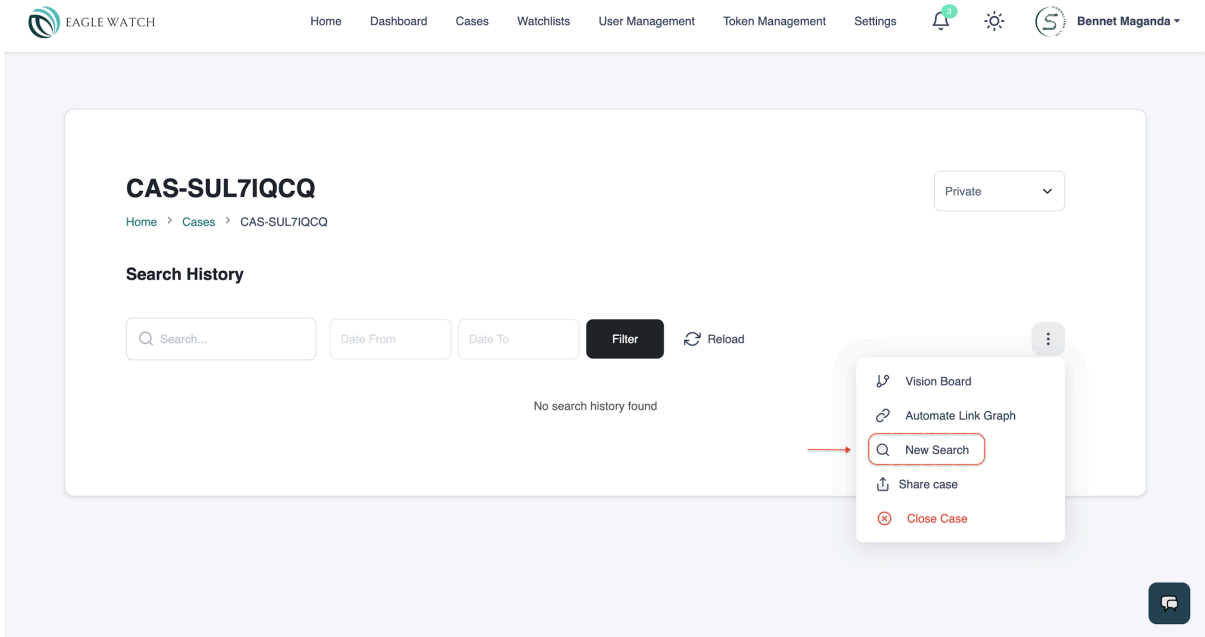 EAGLE WATCH Home Dashboard Cases Watchlists User Management Token Management Settings 3 Bennet Maganda
CAS-SUL7IQCQ
Private
Home > Cases > CAS-SUL7IQCQ
Search History
Search... Date From Date To Filter Reload
No search history found
Vision Board
Automate Link Graph
New Search
Share case
Close Case